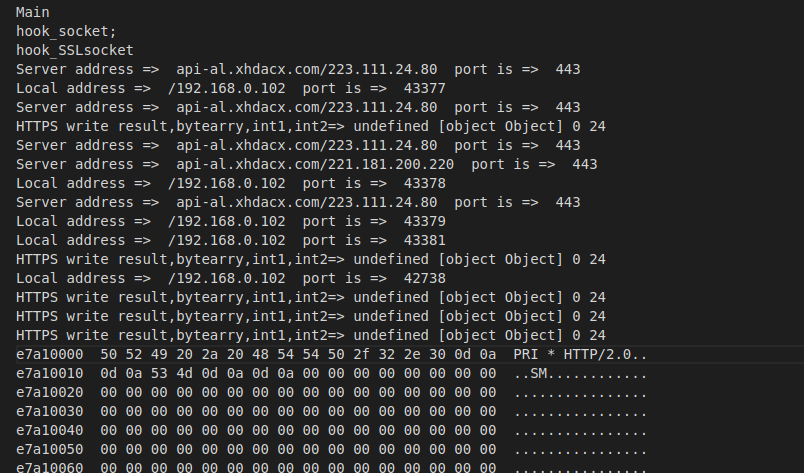 Main
hook_socket;
hook_SSLsocket
Server address =>  api-al.xhdacx.com/223.111.24.80  port is =>  443
Local address =>  /192.168.0.102  port is =>  43377
Server address =>  api-al.xhdacx.com/223.111.24.80  port is =>  443
HTTPS write result,bytearry,int1,int2=> undefined [object Object] 0 24
Server address =>  api-al.xhdacx.com/223.111.24.80  port is =>  443
Server address =>  api-al.xhdacx.com/221.181.200.220  port is =>  443
Local address =>  /192.168.0.102  port is =>  43378
Server address =>  api-al.xhdacx.com/223.111.24.80  port is =>  443
Local address =>  /192.168.0.102  port is =>  43379
Local address =>  /192.168.0.102  port is =>  43381
HTTPS write result,bytearry,int1,int2=> undefined [object Object] 0 24
Local address =>  /192.168.0.102  port is =>  42738
HTTPS write result,bytearry,int1,int2=> undefined [object Object] 0 24
HTTPS write result,bytearry,int1,int2=> undefined [object Object] 0 24
HTTPS write result,bytearry,int1,int2=> undefined [object Object] 0 24
e7a10000  50 52 49 20 2a 20 48 54 54 50 2f 32 2e 30 0d 0a  PRI * HTTP/2.0..
e7a10010  0d 0a 53 4d 0d 0a 0d 0a 00 00 00 00 00 00 00 00  ..SM............
e7a10020  00 00 00 00 00 00 00 00 00 00 00 00 00 00 00 00  ................
e7a10030  00 00 00 00 00 00 00 00 00 00 00 00 00 00 00 00  ................
e7a10040  00 00 00 00 00 00 00 00 00 00 00 00 00 00 00 00  ................
e7a10050  00 00 00 00 00 00 00 00 00 00 00 00 00 00 00 00  ................
e7a10060  00 00 00 00 00 00 00 00 00 00 00 00 00 00 00 00  ................